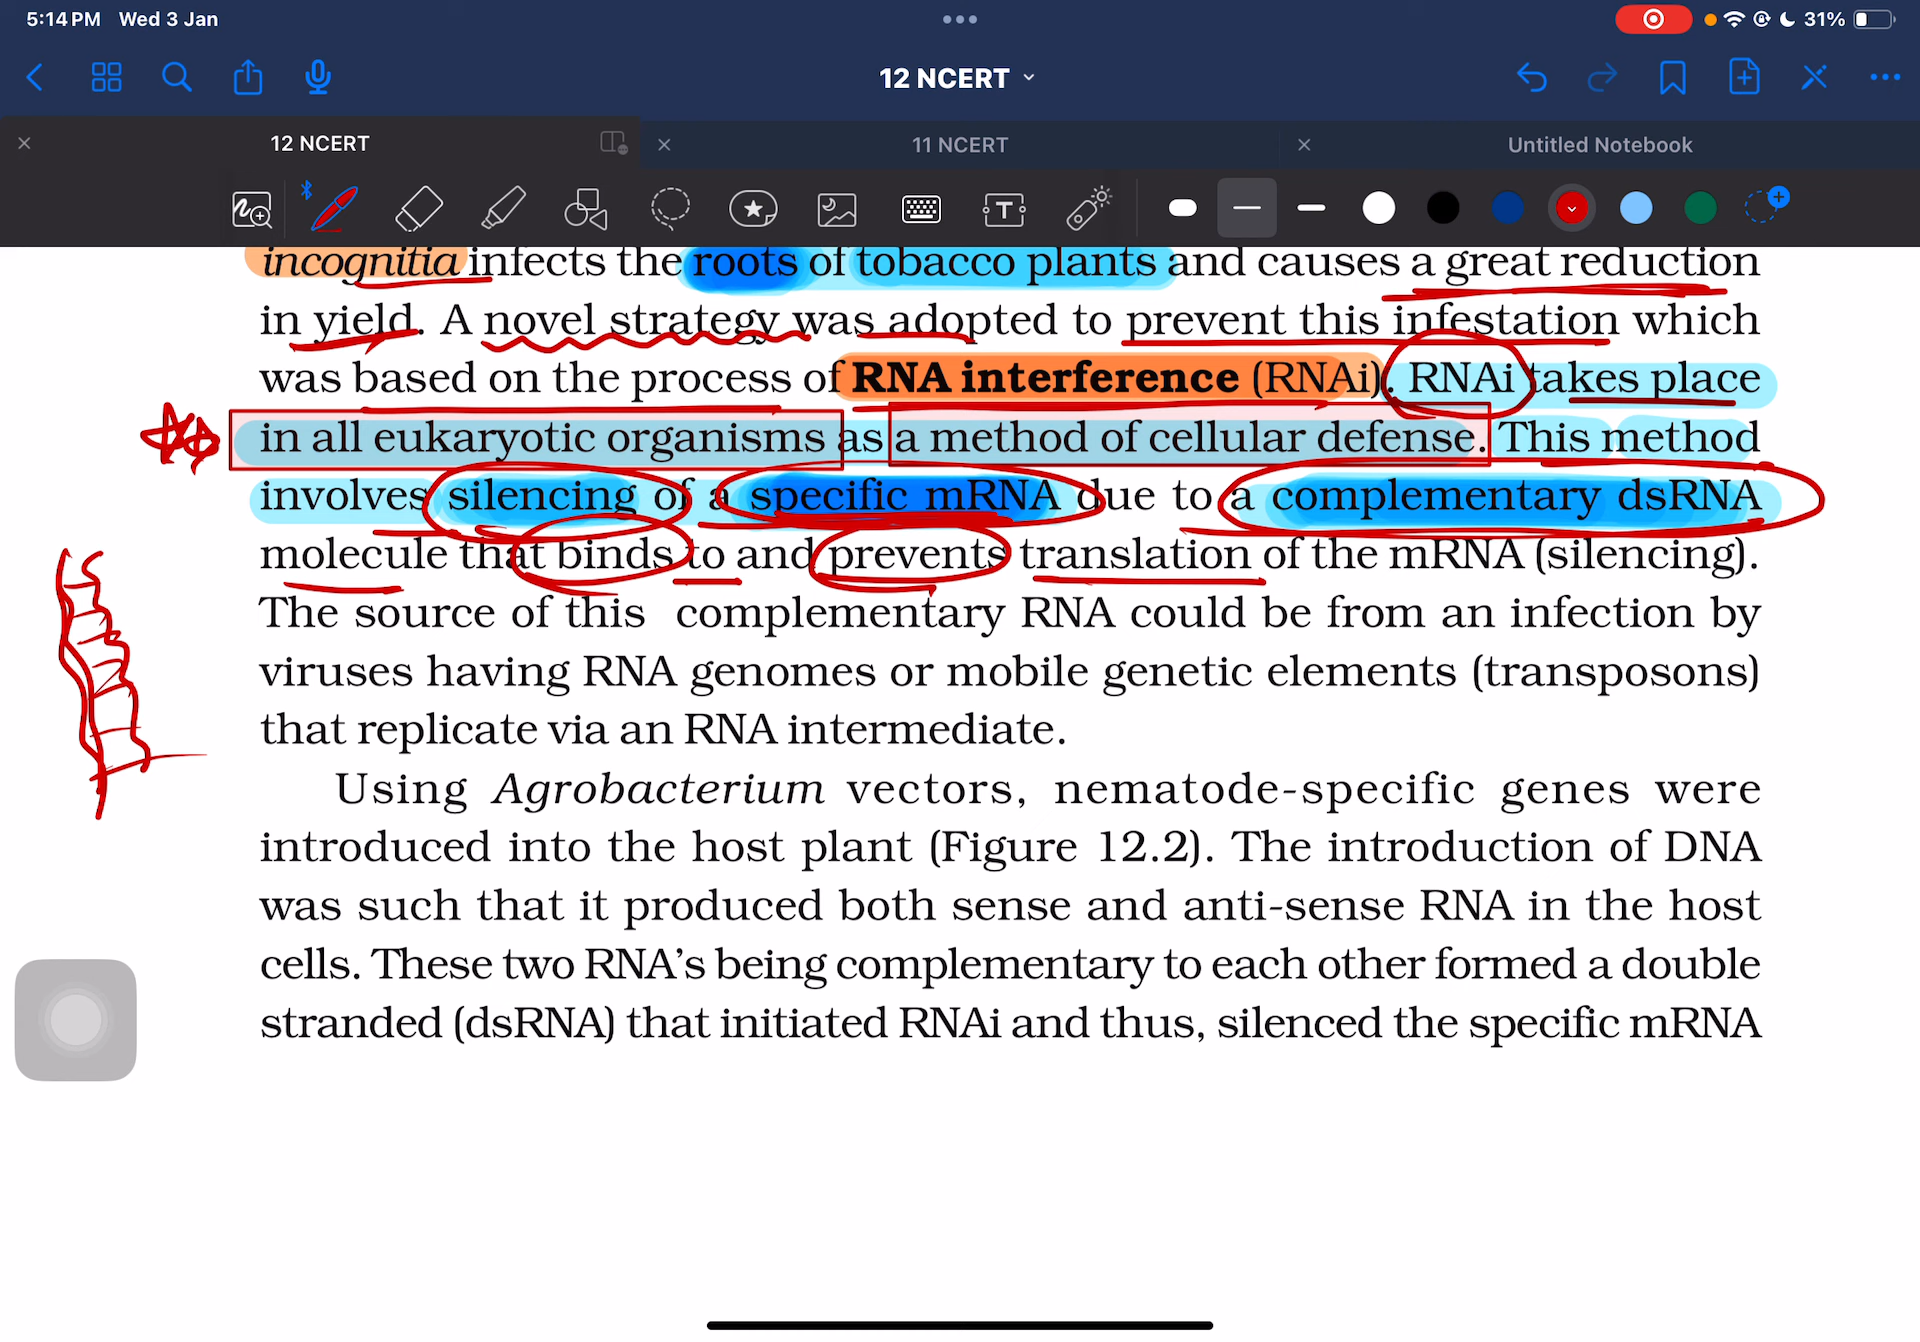 5:14 PM Wed 3 Jan
31%
12 NCERT
12 NCERT
11 NCERT
Untitled Notebook
incognitia infects the roots of tobacco plants and causes a great reduction
in yield. A novel strategy was adopted to prevent this infestation which
was based on the process of RNA interference (RNAi). RNAi takes place
in all eukaryotic organisms as a method of cellular defense. This method
involves silencing of a specific mRNA due to a complementary dsRNA
molecule that binds to and prevents translation of the mRNA (silencing).
The source of this complementary RNA could be from an infection by
viruses having RNA genomes or mobile genetic elements (transposons)
that replicate via an RNA intermediate.
Using Agrobacterium vectors, nematode-specific genes were
introduced into the host plant (Figure 12.2). The introduction of DNA
was such that it produced both sense and anti-sense RNA in the host
cells. These two RNA's being complementary to each other formed a double
stranded (dsRNA) that initiated RNAi and thus, silenced the specific mRNA